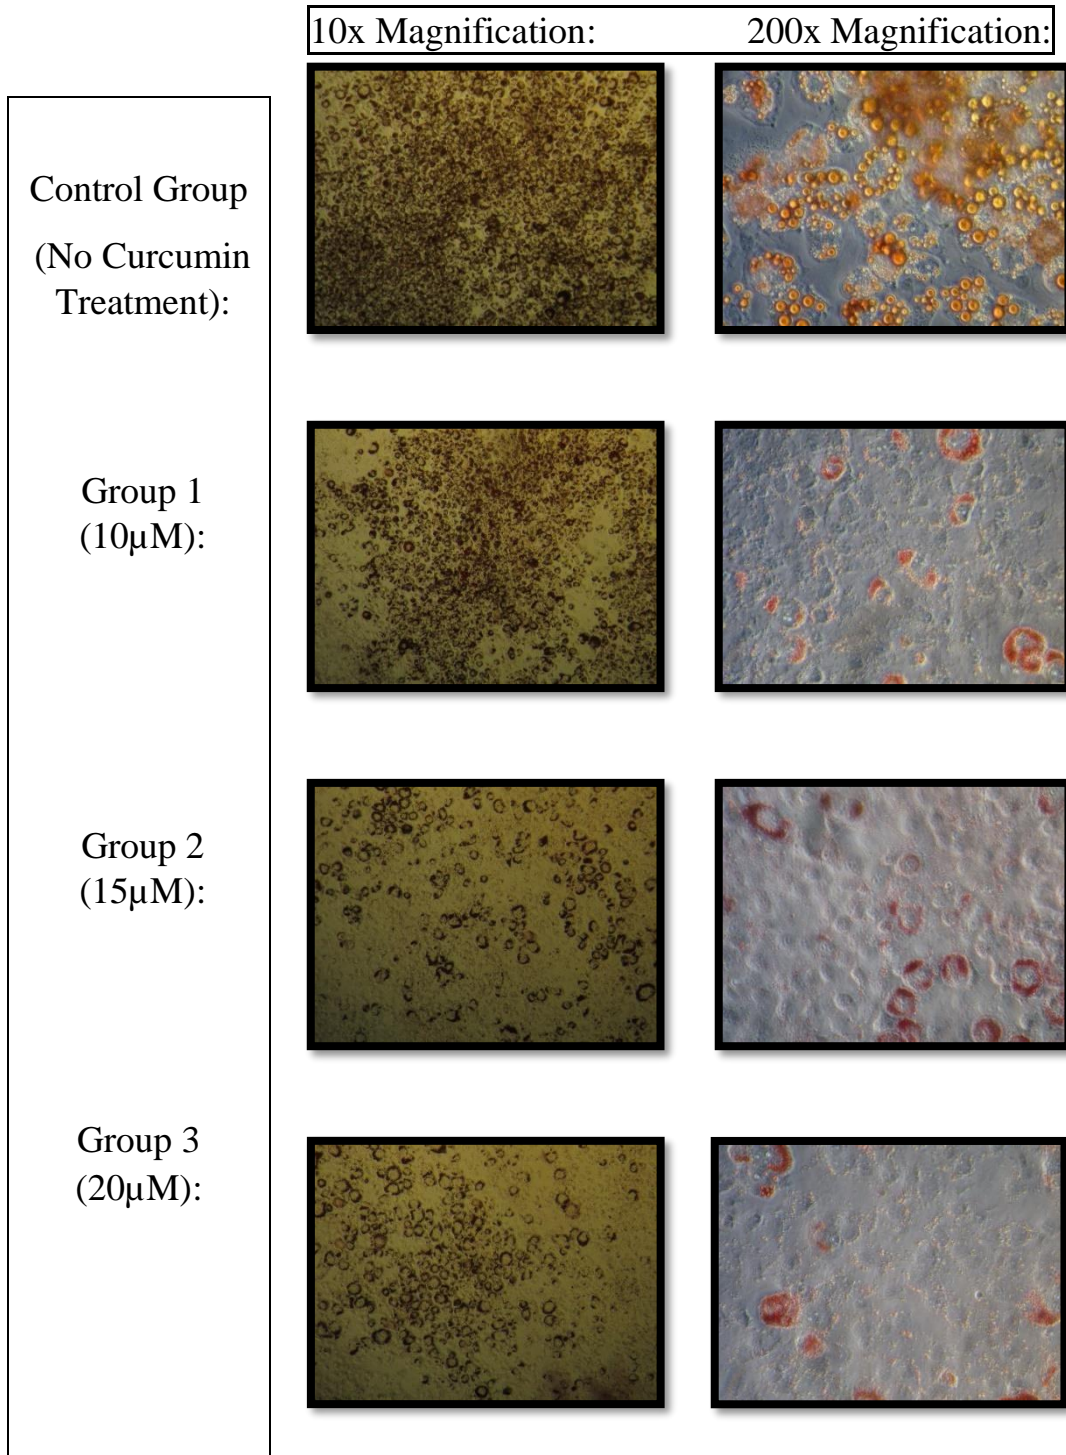 10x Magnification: 200x Magnification:
Control Group
(No Curcumin
Treatment):
Group 1
(10µM):
Group 2
(15µM):
Group 3
(20µM):